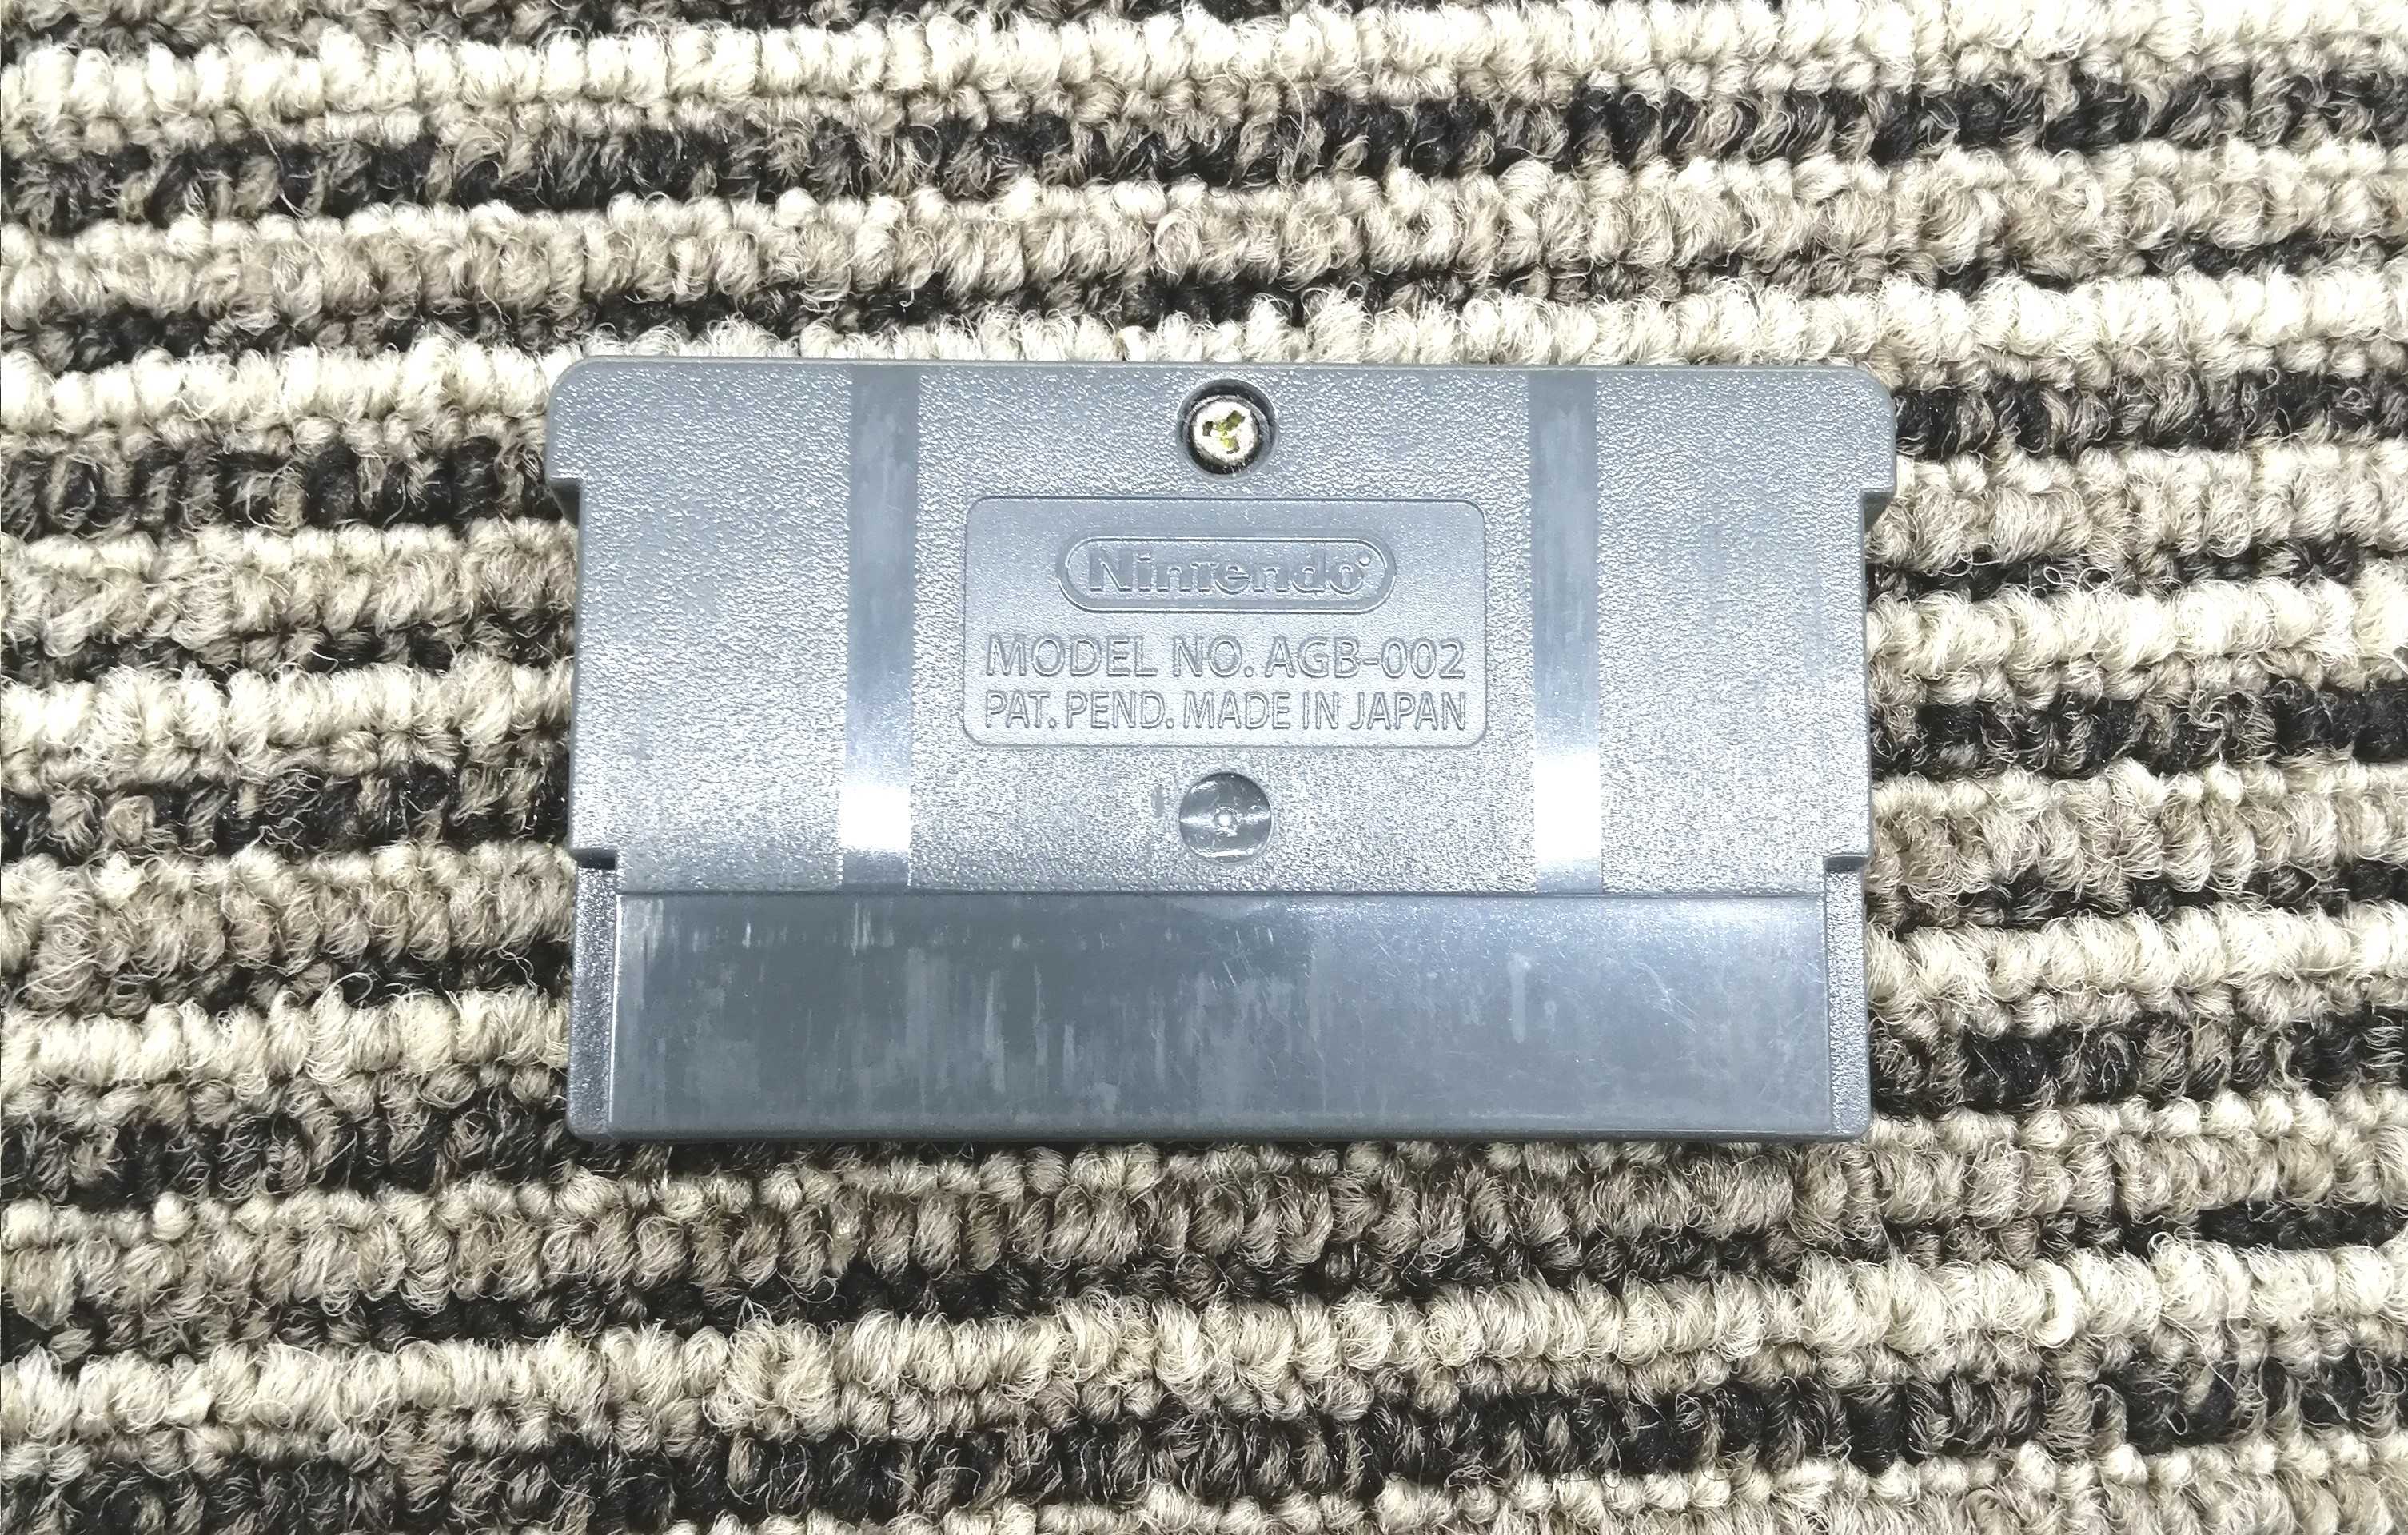 Nintendo
MODEL NO. AGB-002
PAT. PEND. MADE IN JAPAN